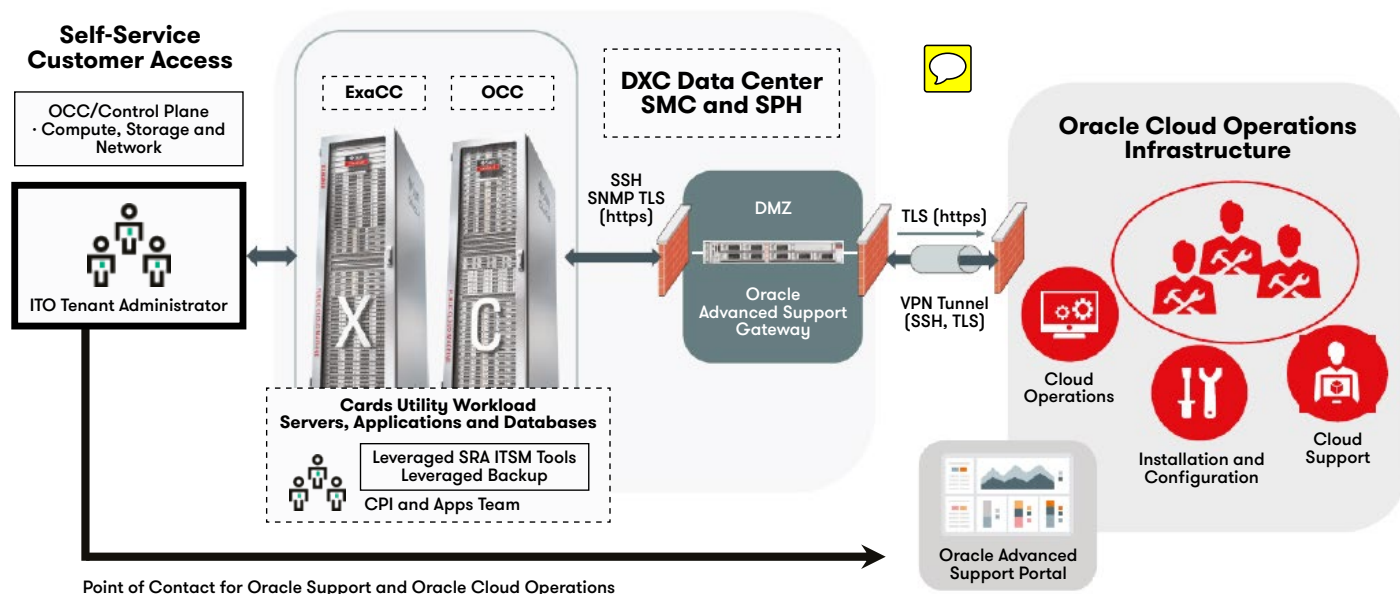 Self-Service
Customer Access
OCC/Control Plane
· Compute, Storage and
Network
ITO Tenant Administrator
ExaCC
OCC
X
C
DXC Data Center
SMC and SPH
SSH
SNMP TLS
(https)
DMZ
Oracle
Advanced Support
Gateway
TLS (https)
VPN Tunnel
(SSH, TLS)
Oracle Cloud Operations
Infrastructure
Cloud
Operations
Installation and
Configuration
Cloud
Support
Cards Utility Workload
Servers, Applications and Databases
Leveraged SRA ITSM Tools
Leveraged Backup
CPI and Apps Team
Oracle Advanced
Support Portal
Point of Contact for Oracle Support and Oracle Cloud Operations